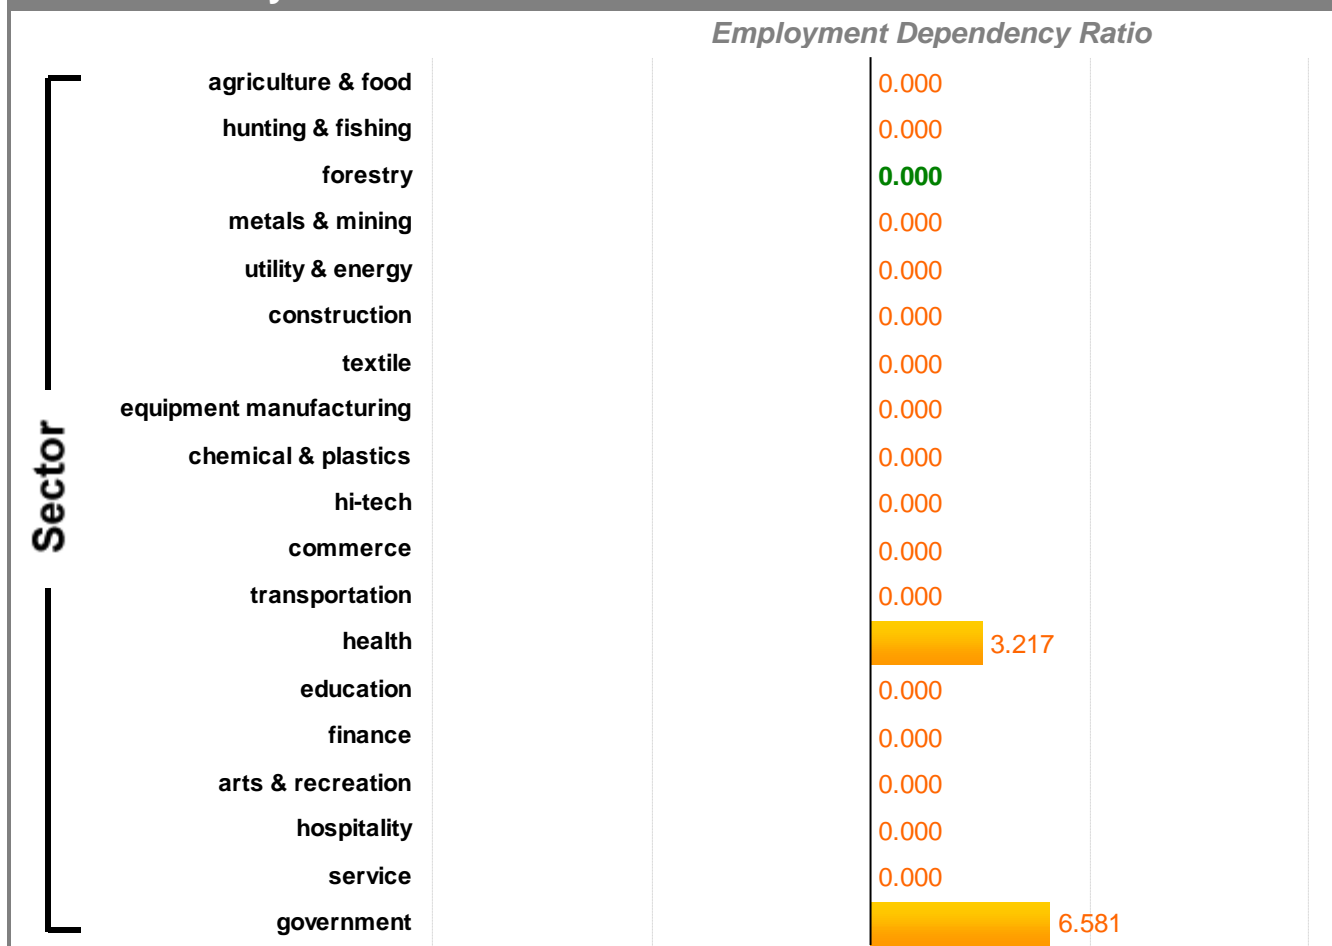 Employment Dependency Ratio
Sector
agriculture & food 0.000
hunting & fishing 0.000
forestry 0.000
metals & mining 0.000
utility & energy 0.000
construction 0.000
textile 0.000
equipment manufacturing 0.000
chemical & plastics 0.000
hi-tech 0.000
commerce 0.000
transportation 0.000
health 3.217
education 0.000
finance 0.000
arts & recreation 0.000
hospitality 0.000
service 0.000
government 6.581